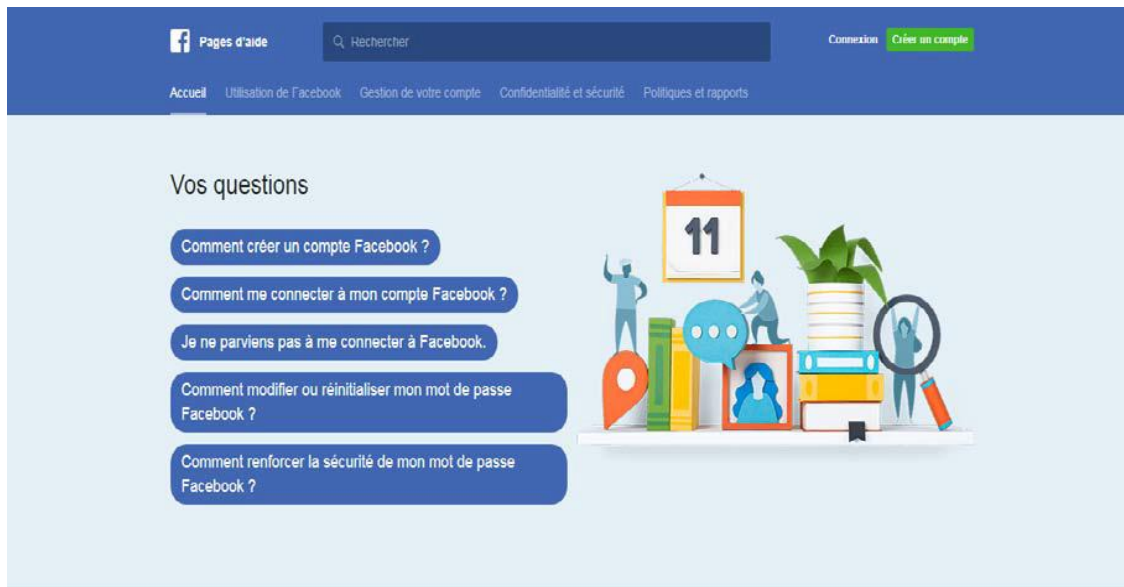 Pages d'aide
Rechercher
Connexion
Créer un compte
Accueil
Utilisation de Facebook
Gestion de votre compte
Confidentialité et sécurité
Politiques et rapports
Vos questions
Comment créer un compte Facebook ?
Comment me connecter à mon compte Facebook ?
Je ne parviens pas à me connecter à Facebook.
Comment modifier ou réinitialiser mon mot de passe
Facebook ?
Comment renforcer la sécurité de mon mot de passe
Facebook ?
11